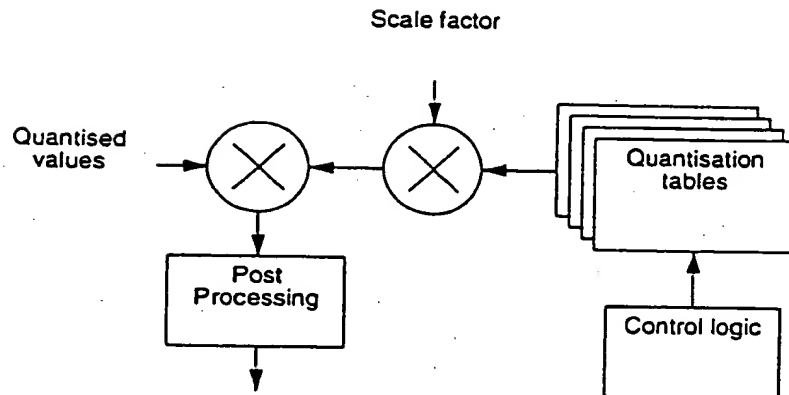 Scale factor
Quantised
values
Quantisation
tables
Post
Processing
Control logic